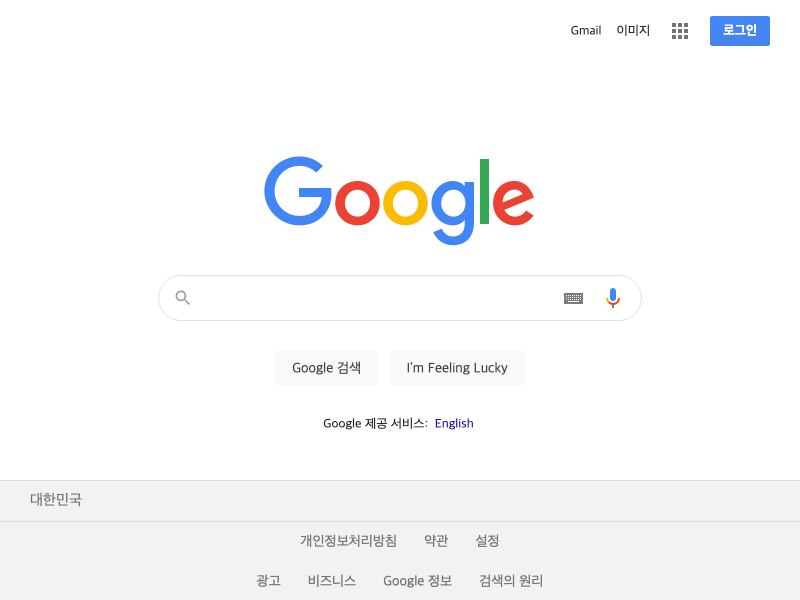 Gmail 이미지 로그인
Google
Google 검색 I'm Feeling Lucky
Google 제공 서비스: English
대한민국
개인정보처리방침 약관 설정
광고 비즈니스 Google 정보 검색의 원리